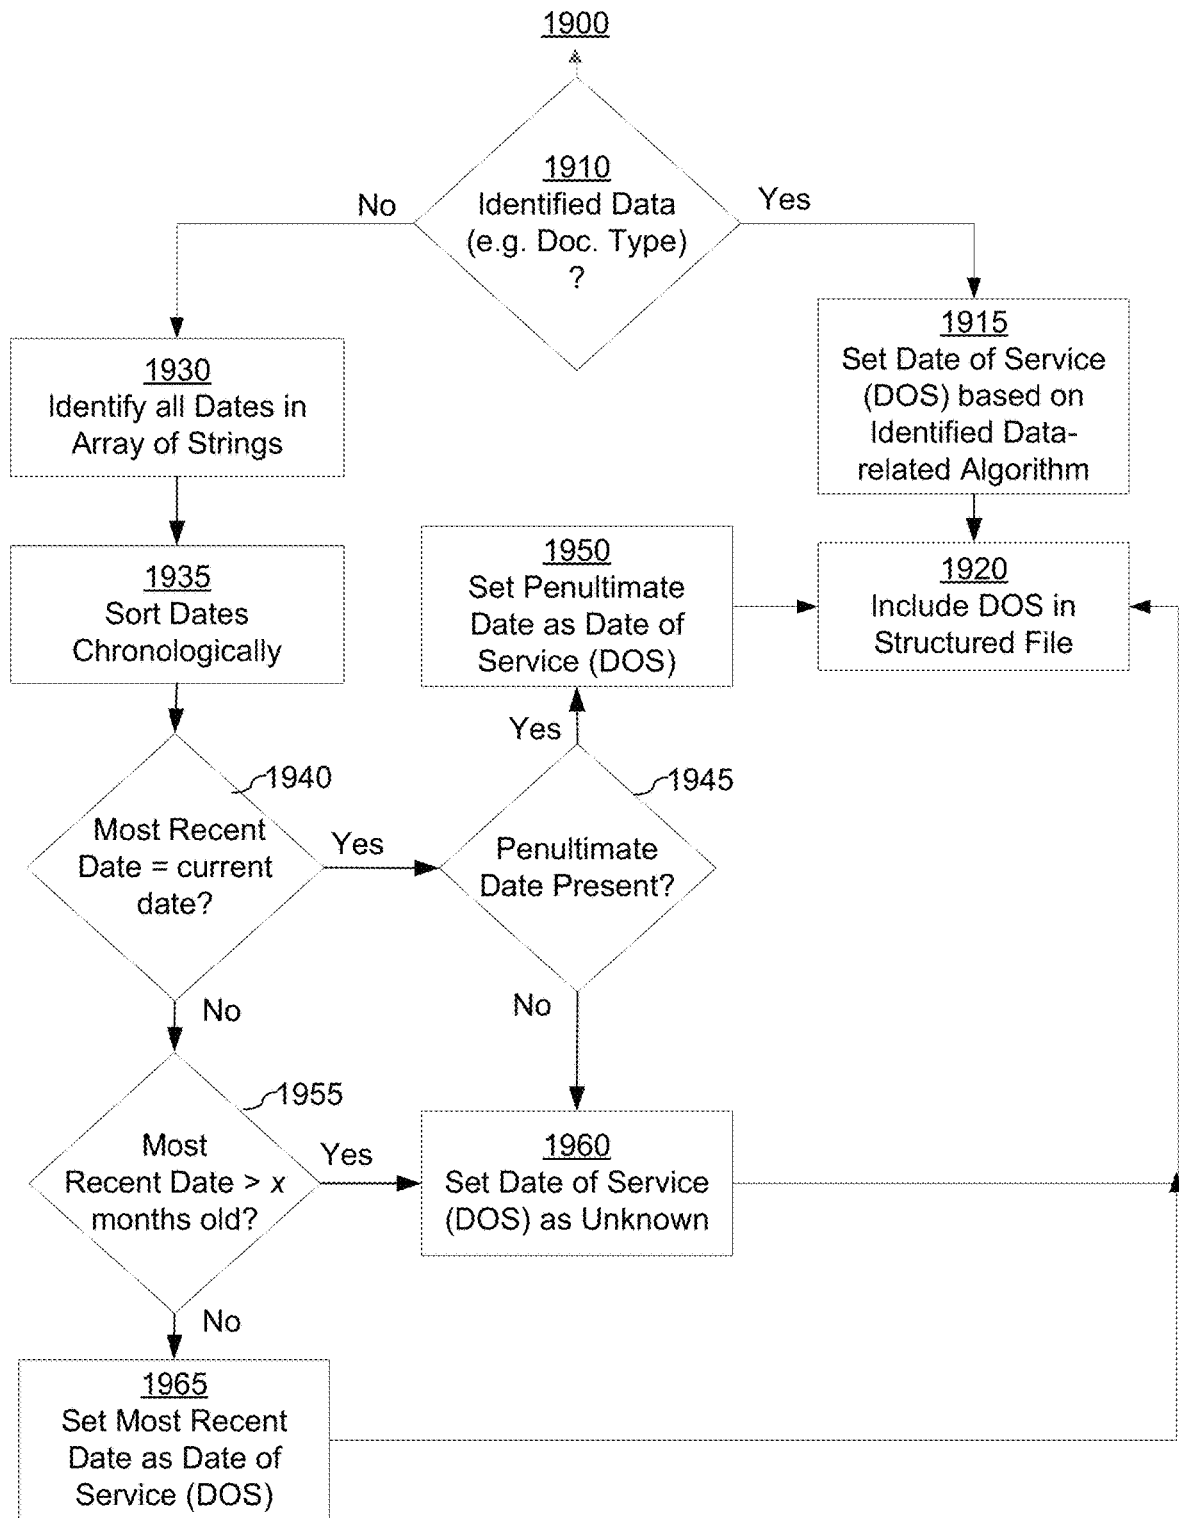 1900
1910
Identified Data
(e.g. Doc. Type)
?
No
Yes
1915
Set Date of Service
(DOS) based on
Identified Data-
related Algorithm
1930
Identify all Dates in
Array of Strings
1950
Set Penultimate
Date as Date of
Service (DOS)
1920
Include DOS in
Structured File
1935
Sort Dates
Chronologically
Yes
1940
Most Recent
Date = current
date?
Yes
1945
Penultimate
Date Present?
No
No
1955
Most
Recent Date > x
months old?
Yes
1960
Set Date of Service
(DOS) as Unknown
No
1965
Set Most Recent
Date as Date of
Service (DOS)